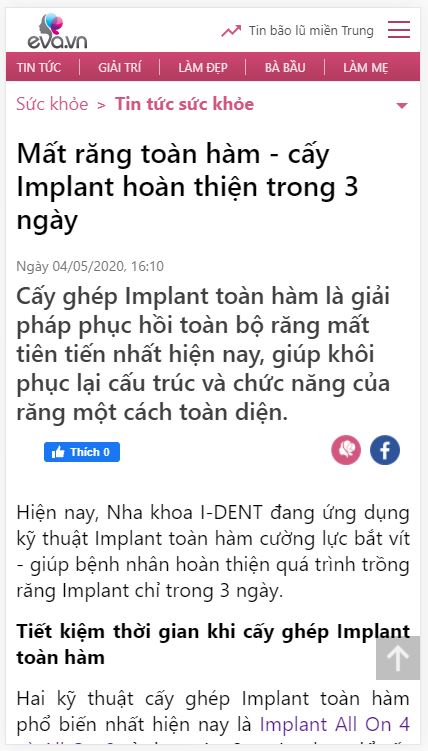 eva.vn
Tin bão lũ miền Trung
TIN TỨC
GIẢI TRÍ
LÀM ĐẸP
BÀ BẦU
LÀM MẸ
Sức khỏe > Tin tức sức khỏe
Mất răng toàn hàm - cấy
Implant hoàn thiện trong 3
ngày
Ngày 04/05/2020, 16:10
Cấy ghép Implant toàn hàm là giải
pháp phục hồi toàn bộ răng mất
tiên tiến nhất hiện nay, giúp khôi
phục lại cấu trúc và chức năng của
răng một cách toàn diện.
Thích 0
Hiện nay, Nha khoa I-DENT đang ứng dụng
kỹ thuật Implant toàn hàm cường lực bắt vít
- giúp bệnh nhân hoàn thiện quá trình trồng
răng Implant chỉ trong 3 ngày.
Tiết kiệm thời gian khi cấy ghép Implant
toàn hàm
Hai kỹ thuật cấy ghép Implant toàn hàm
phổ biến nhất hiện nay là Implant All On 4